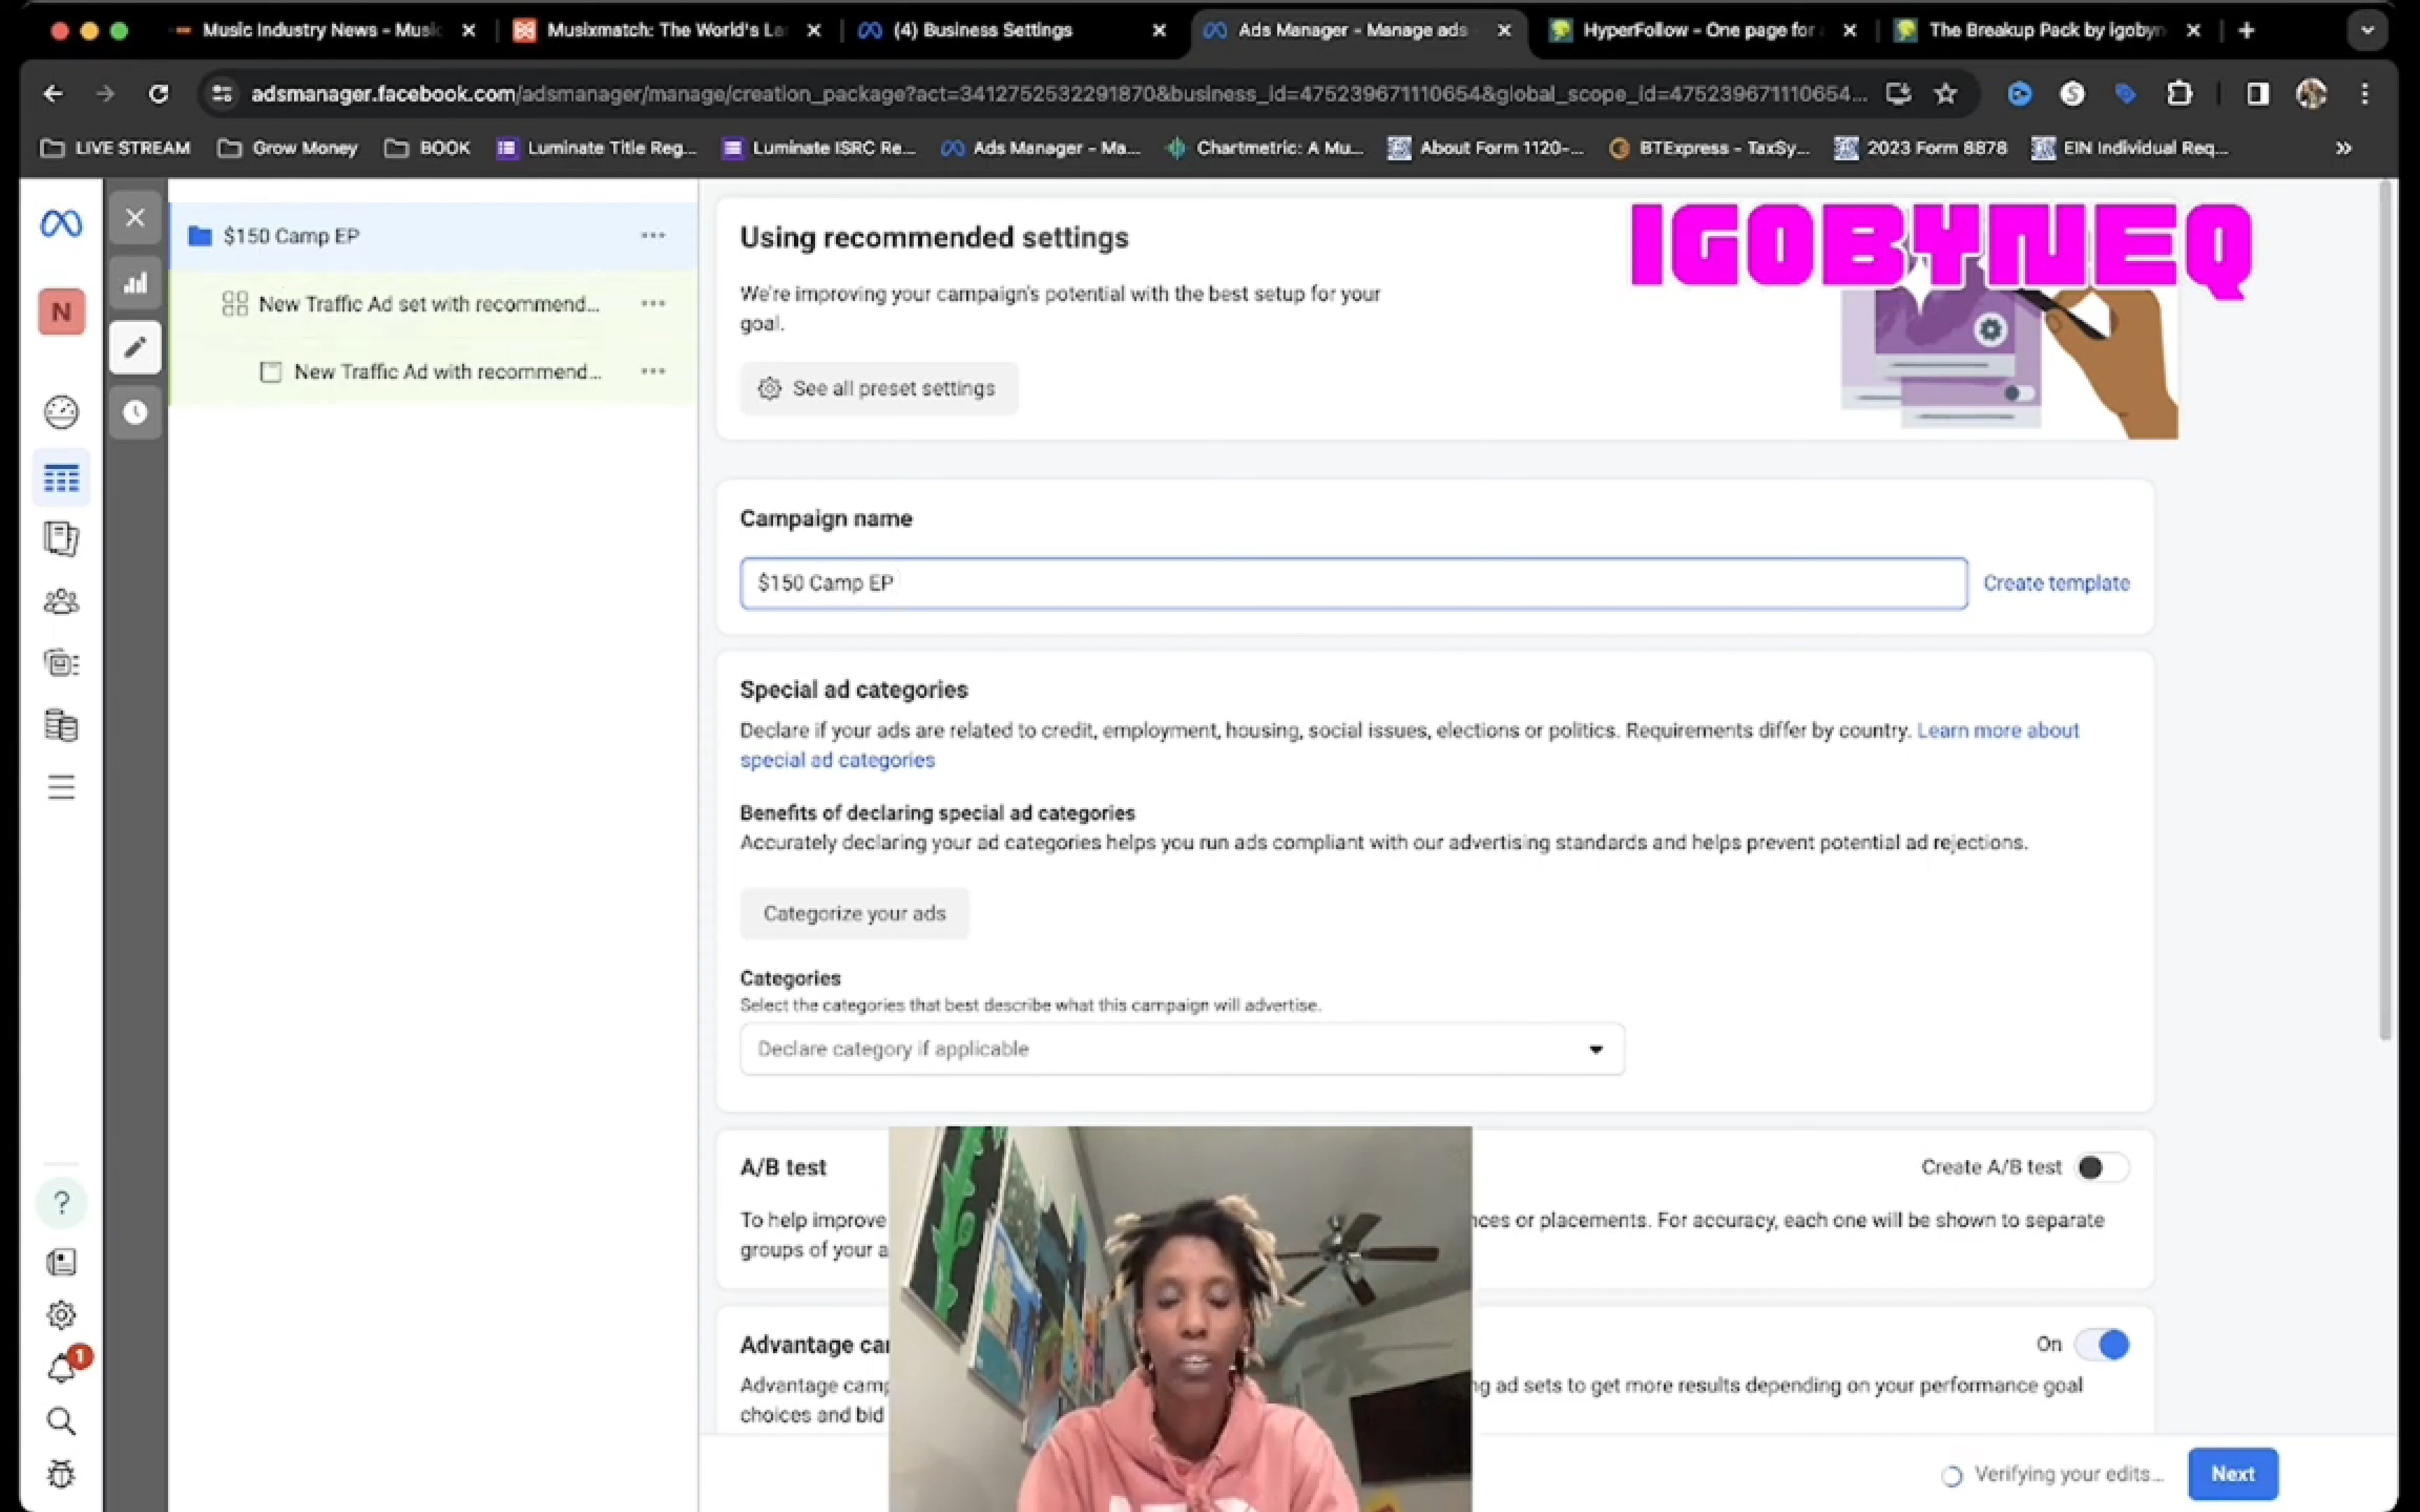 Music Industry News - Music
Musixmatch: The World's La
(4) Business Settings
Ads Manager - Manage ads
HyperFollow - One page for a
The Breakup Pack by igobyn
adsmanager.facebook.com/adsmanager/manage/creation_package?act=3412752532291870&business_id=475239671110654&global_scope_id=475239671110654...
LIVE STREAM
Grow Money
BOOK
Luminate Title Reg...
Luminate ISRC Re...
Ads Manager - Ma...
Chartmetric: A Mu...
About Form 1120-...
BTExpress - TaxSy...
2023 Form 8878
EIN Individual Req...
N
$150 Camp EP
New Traffic Ad set with recommend...
New Traffic Ad with recommend...
Using recommended settings
We're improving your campaign's potential with the best setup for your
goal.
See all preset settings
IGOBYNEQ
Campaign name
$150 Camp EP
Create template
Special ad categories
Declare if your ads are related to credit, employment, housing, social issues, elections or politics. Requirements differ by country. Learn more about
special ad categories
Benefits of declaring special ad categories
Accurately declaring your ad categories helps you run ads compliant with our advertising standards and helps prevent potential ad rejections.
Categorize your ads
Categories
Select the categories that best describe what this campaign will advertise.
Declare category if applicable
A/B test
Create A/B test
To help improve
nces or placements. For accuracy, each one will be shown to separate
groups of your a
Advantage ca
On
Advantage camp
ng ad sets to get more results depending on your performance goal
choices and bid
?
1
Verifying your edits...
Next